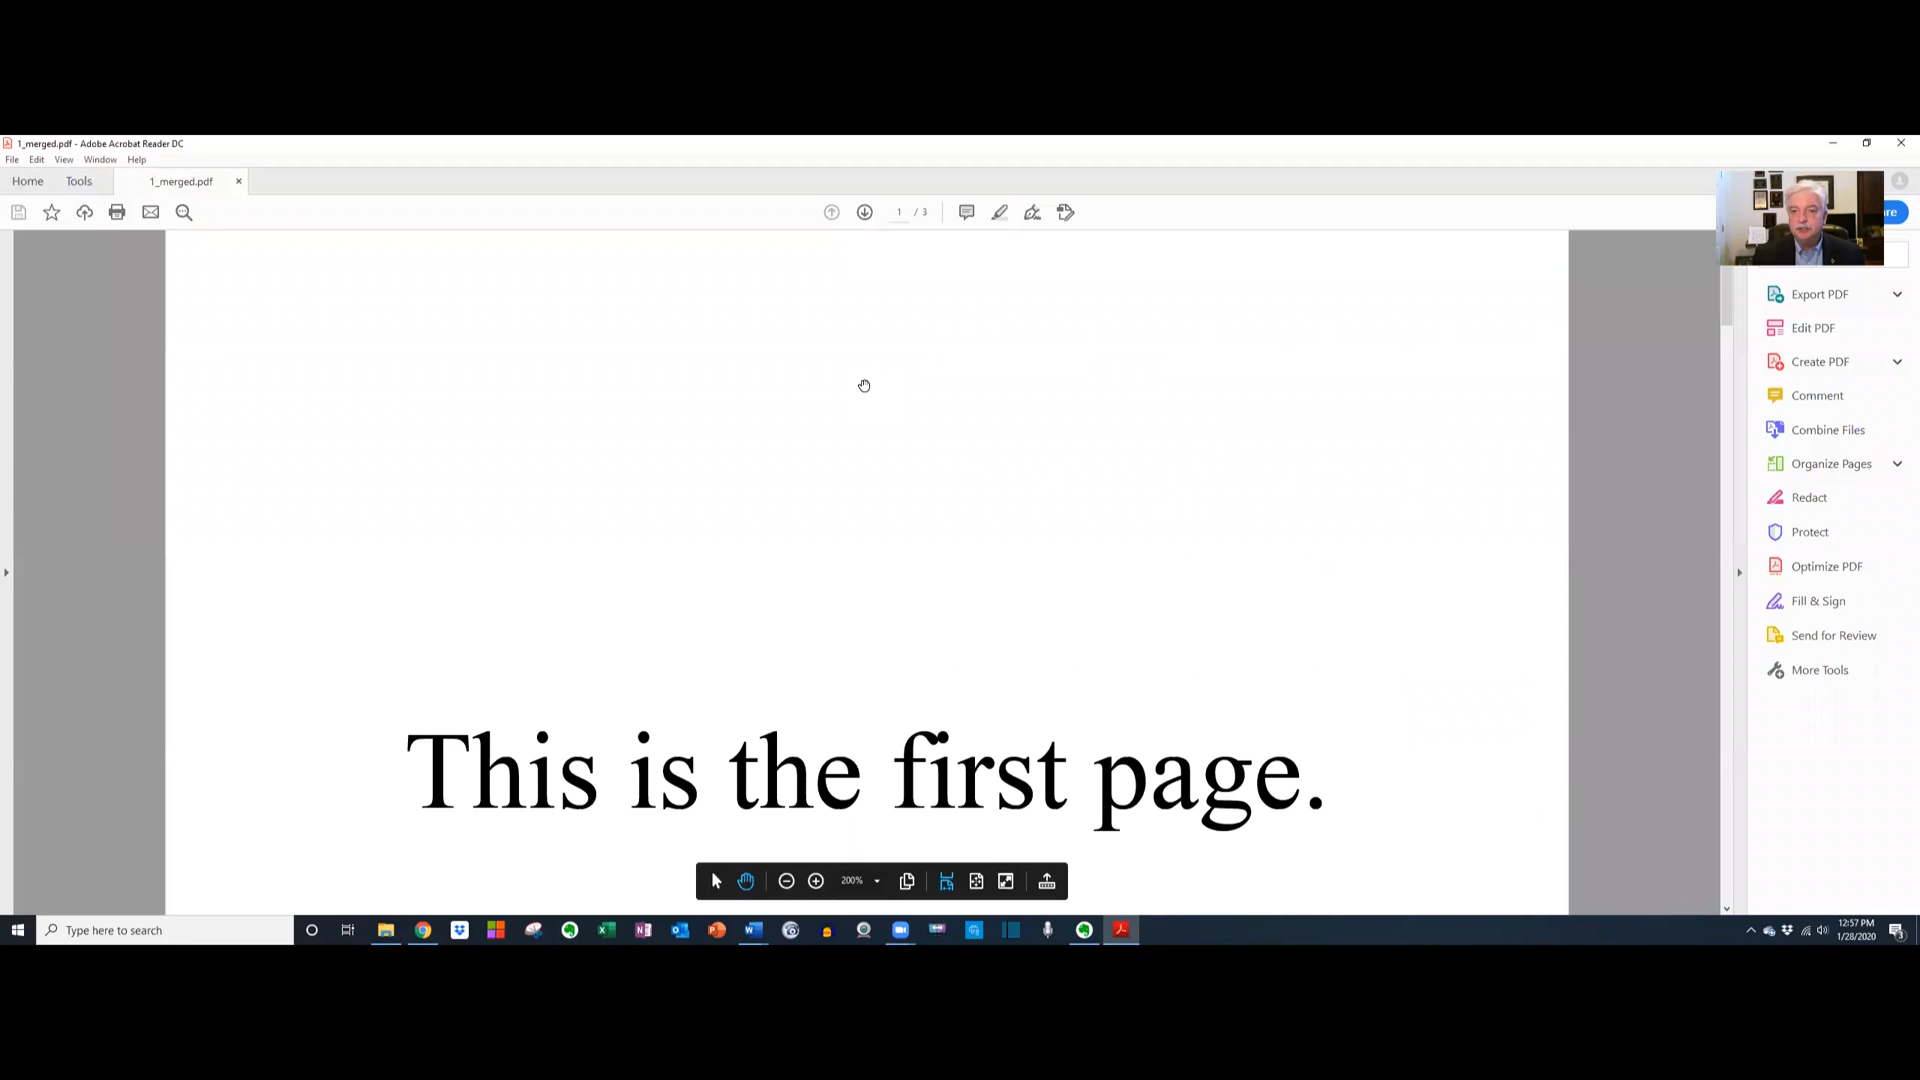 1_merged.pdf - Adobe Acrobat Reader DC
File Edit View Window Help
Home Tools 1_merged.pdf
1 / 3
Export PDF
Edit PDF
Create PDF
Comment
Combine Files
Organize Pages
Redact
Protect
Optimize PDF
Fill & Sign
Send for Review
More Tools
This is the first page.
200%
Type here to search
12:57 PM
1/28/2020
3